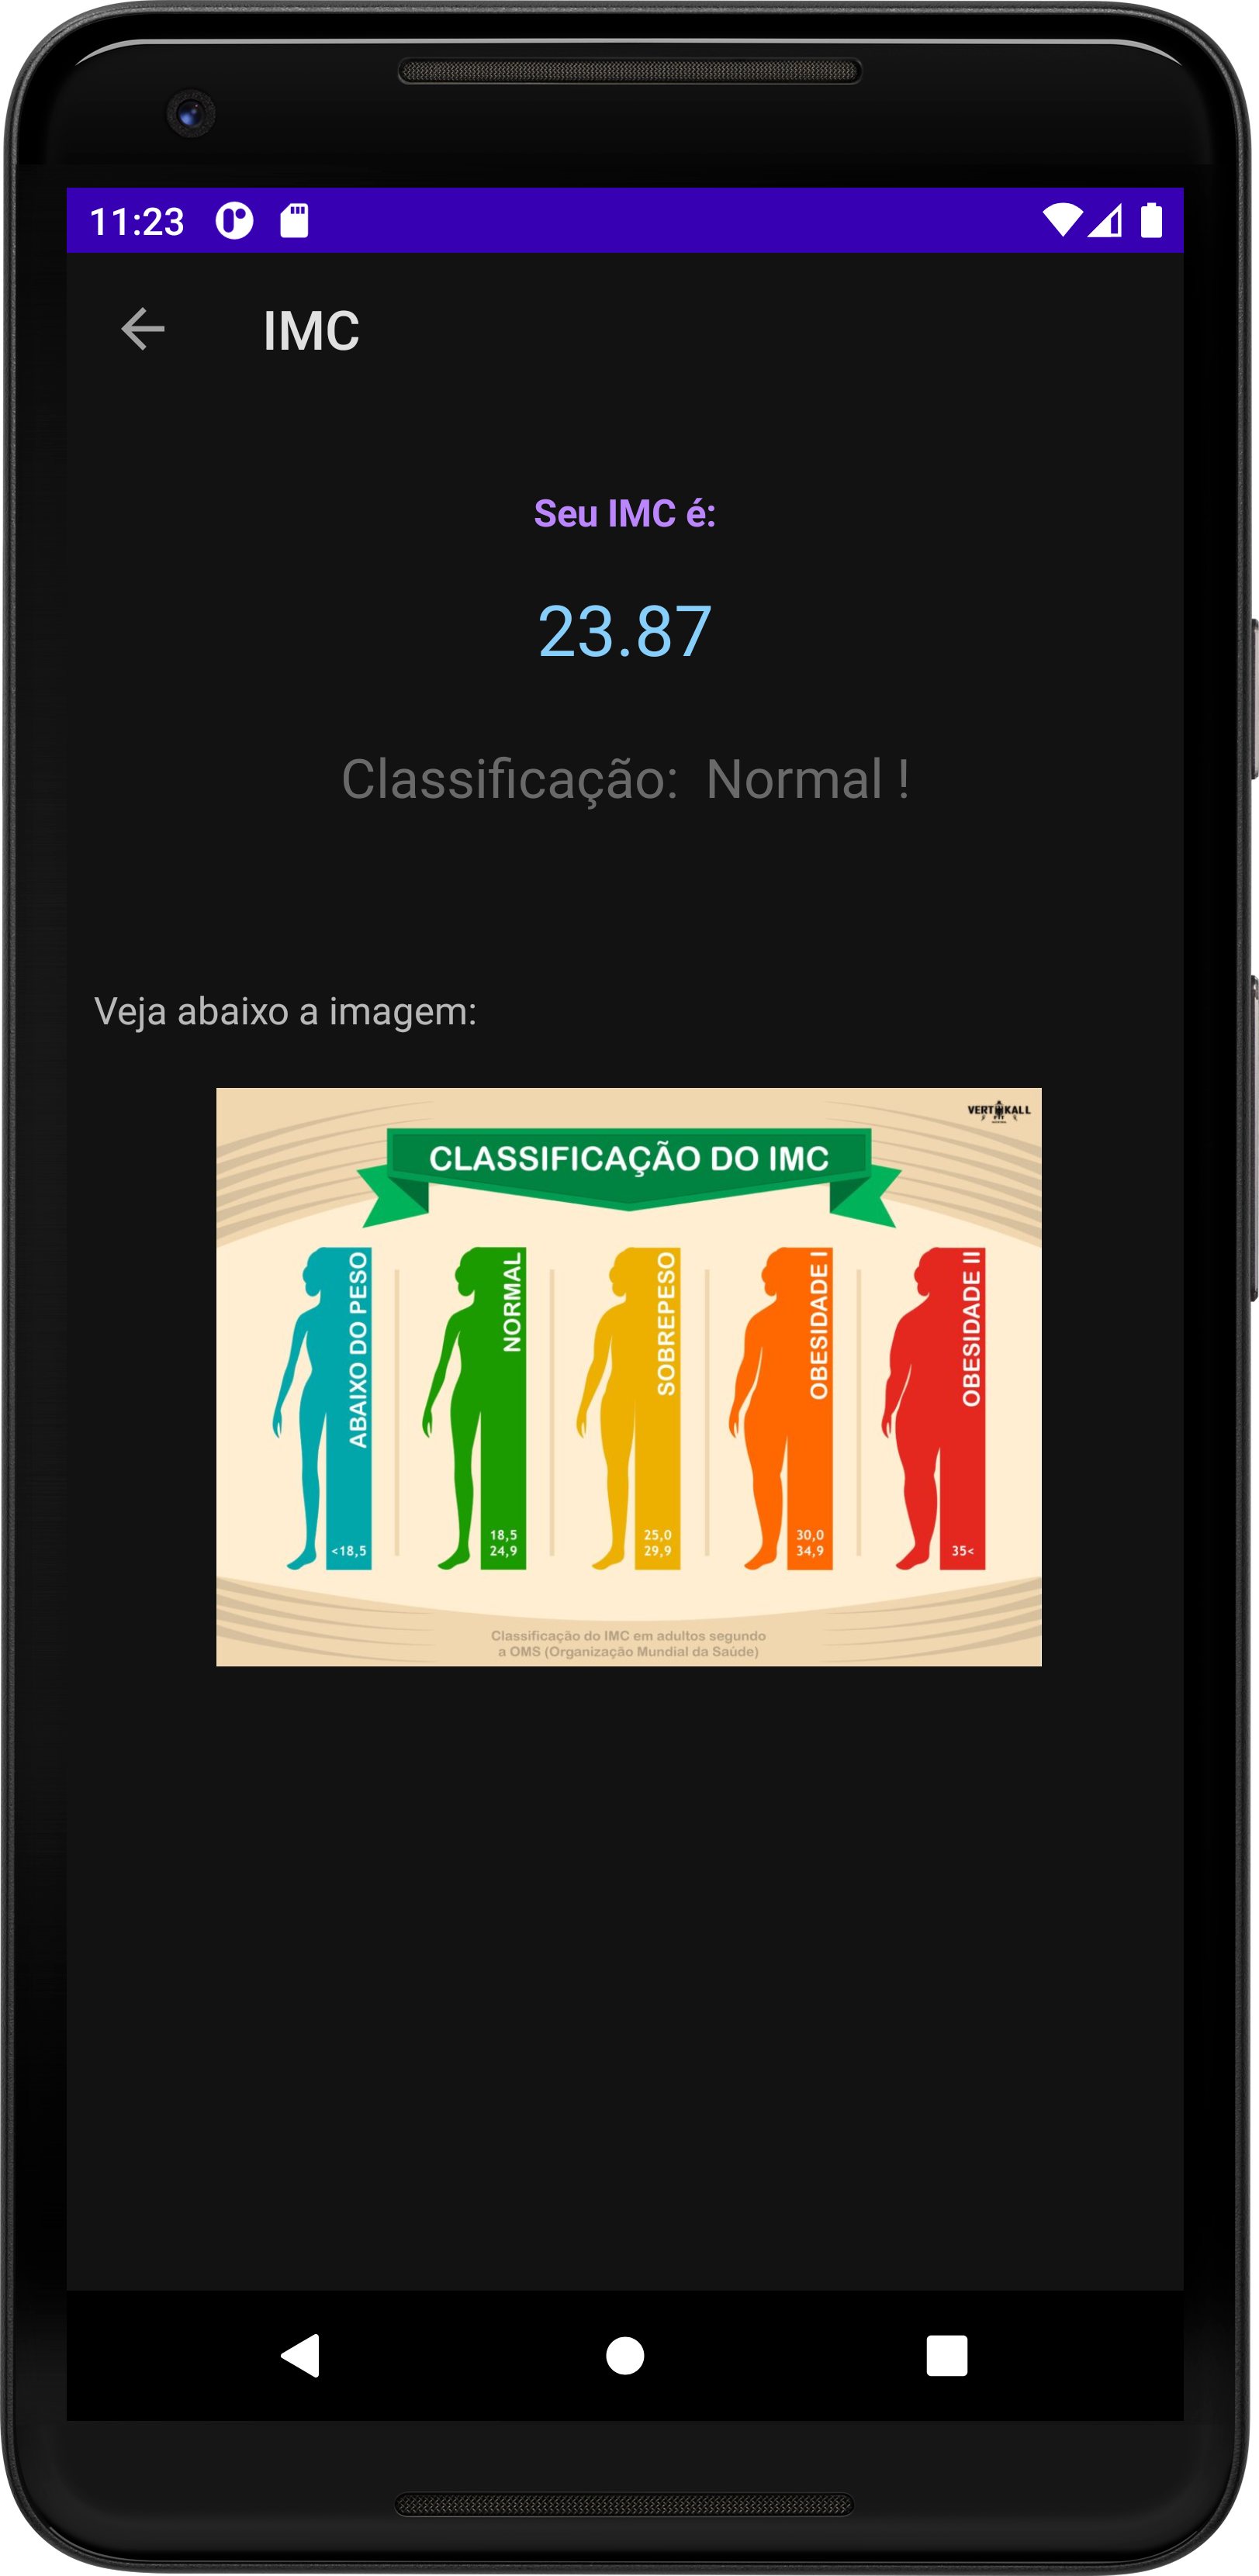 11:23
IMC
Seu IMC é:
23.87
Classificação:  Normal !
Veja abaixo a imagem:
VERTIKALL
CLASSIFICAÇÃO DO IMC
ABAIXO DO PESO
<18,5
NORMAL
18,5
24,9
SOBREPESO
25,0
29,9
OBESIDADE I
30,0
34,9
OBESIDADE II
35<
Classificação do IMC em adultos segundo
a OMS (Organização Mundial da Saúde)